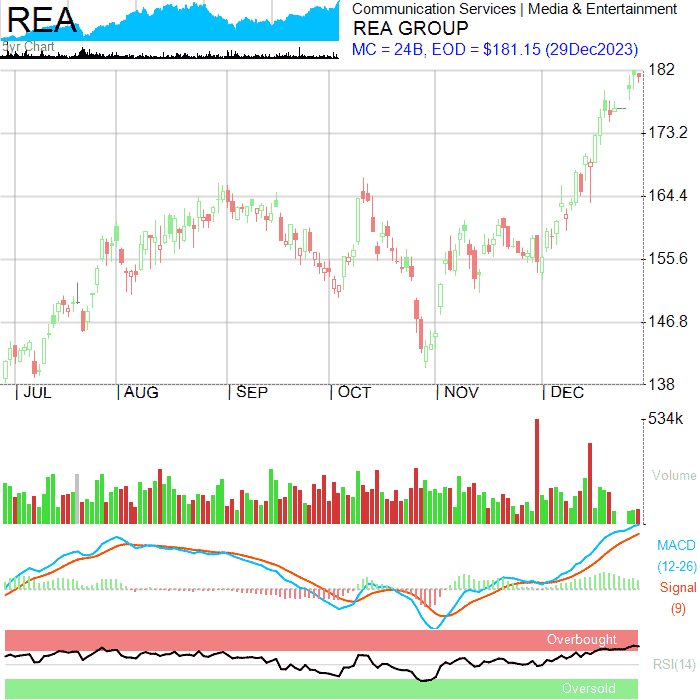 REA
5yr Chart
Communication Services | Media & Entertainment
REA GROUP
MC = 24B, EOD = $181.15 (29Dec2023)
182
173.2
164.4
155.6
146.8
138
JUL AUG SEP OCT NOV DEC
534k
Volume
MACD
(12-26)
Signal
(9)
Overbought
RSI(14)
Oversold